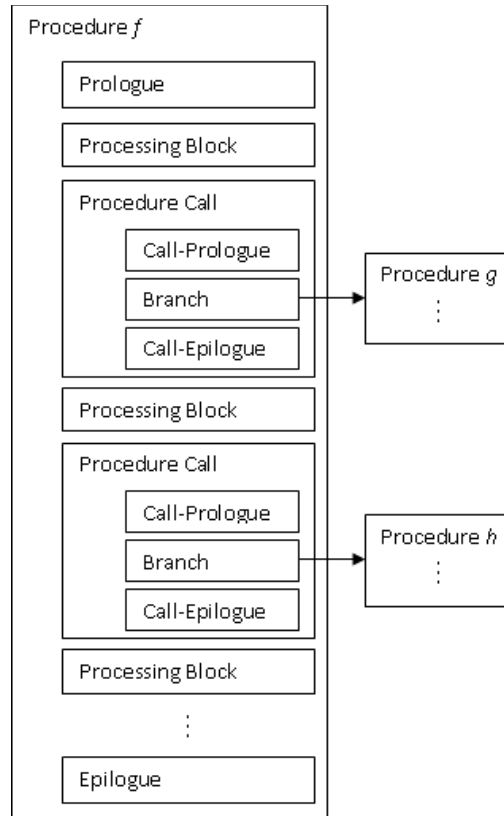 Procedure f
Prologue
Processing Block
Procedure Call
Call-Prologue
Branch
Call-Epilogue
Procedure g
⋮
Processing Block
Procedure Call
Call-Prologue
Branch
Call-Epilogue
Procedure h
⋮
Processing Block
⋮
Epilogue